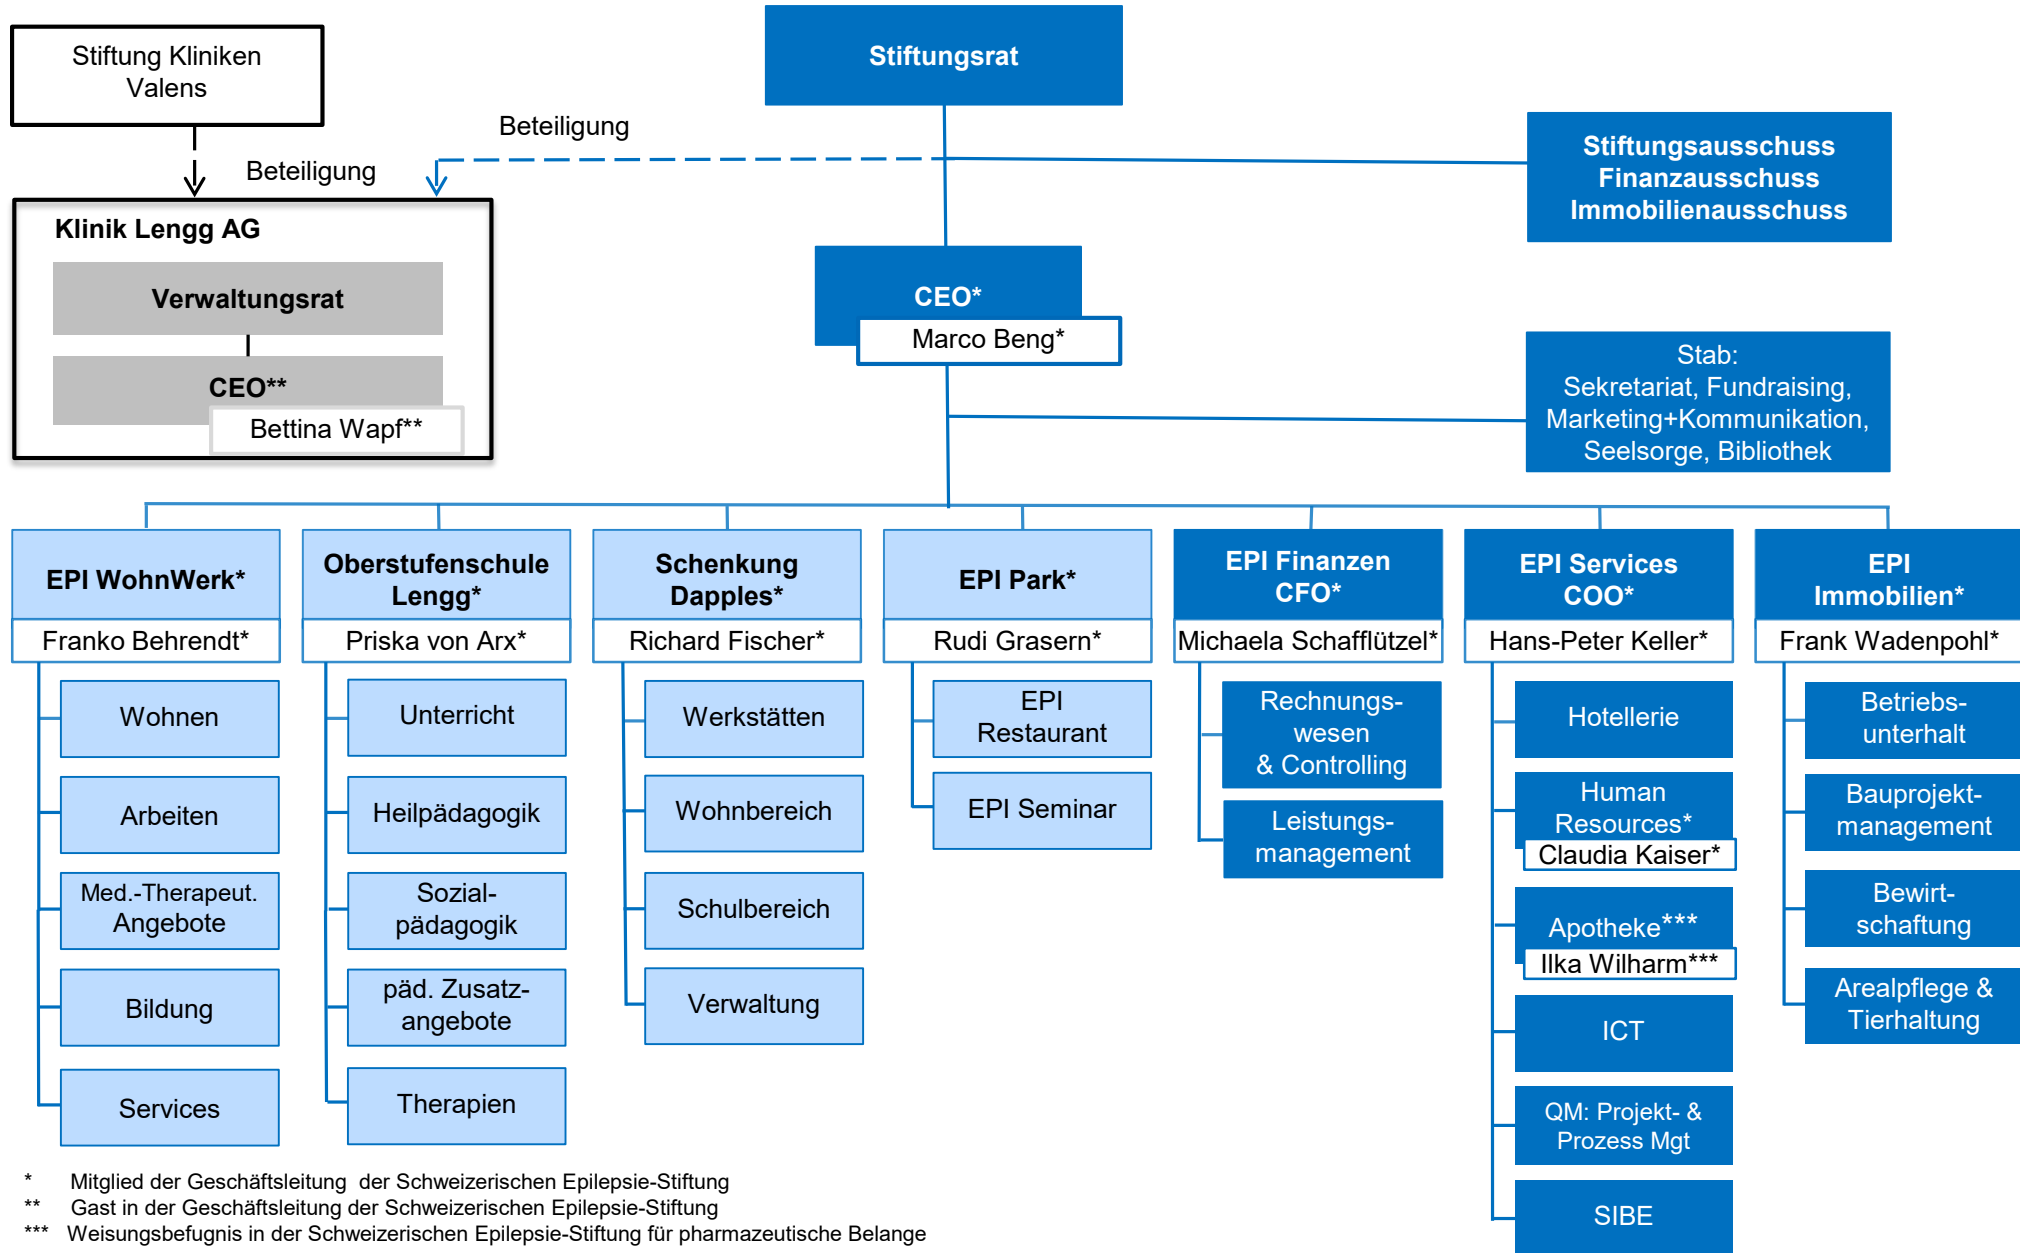 Stiftung Kliniken
Valens
Stiftungsrat
Beteiligung
Beteiligung
Stiftungsausschuss
Finanzausschuss
Immobilienausschuss
Klinik Lengg AG
Verwaltungsrat
CEO**
Bettina Wapf**
CEO*
Marco Beng*
Stab:
Sekretariat, Fundraising,
Marketing+Kommunikation,
Seelsorge, Bibliothek
EPI WohnWerk*
Franko Behrendt*
Wohnen
Arbeiten
Med.-Therapeut.
Angebote
Bildung
Services
Oberstufenschule
Lengg*
Priska von Arx*
Unterricht
Heilpädagogik
Sozial-
pädagogik
päd. Zusatz-
angebote
Therapien
Schenkung
Dapples*
Richard Fischer*
Werkstätten
Wohnbereich
Schulbereich
Verwaltung
EPI Park*
Rudi Grasern*
EPI
Restaurant
EPI Seminar
EPI Finanzen
CFO*
Michaela Schafflützel*
Rechnungs-
wesen
& Controlling
Leistungs-
management
EPI Services
COO*
Hans-Peter Keller*
Hotellerie
Human
Resources*
Claudia Kaiser*
Apotheke***
Ilka Wilharm***
ICT
QM: Projekt- &
Prozess Mgt
SIBE
EPI
Immobilien*
Frank Wadenpohl*
Betriebs-
unterhalt
Bauprojekt-
management
Bewirt-
schaftung
Arealpflege &
Tierhaltung
* Mitglied der Geschäftsleitung der Schweizerischen Epilepsie-Stiftung
** Gast in der Geschäftsleitung der Schweizerischen Epilepsie-Stiftung
*** Weisungsbefugnis in der Schweizerischen Epilepsie-Stiftung für pharmazeutische Belange